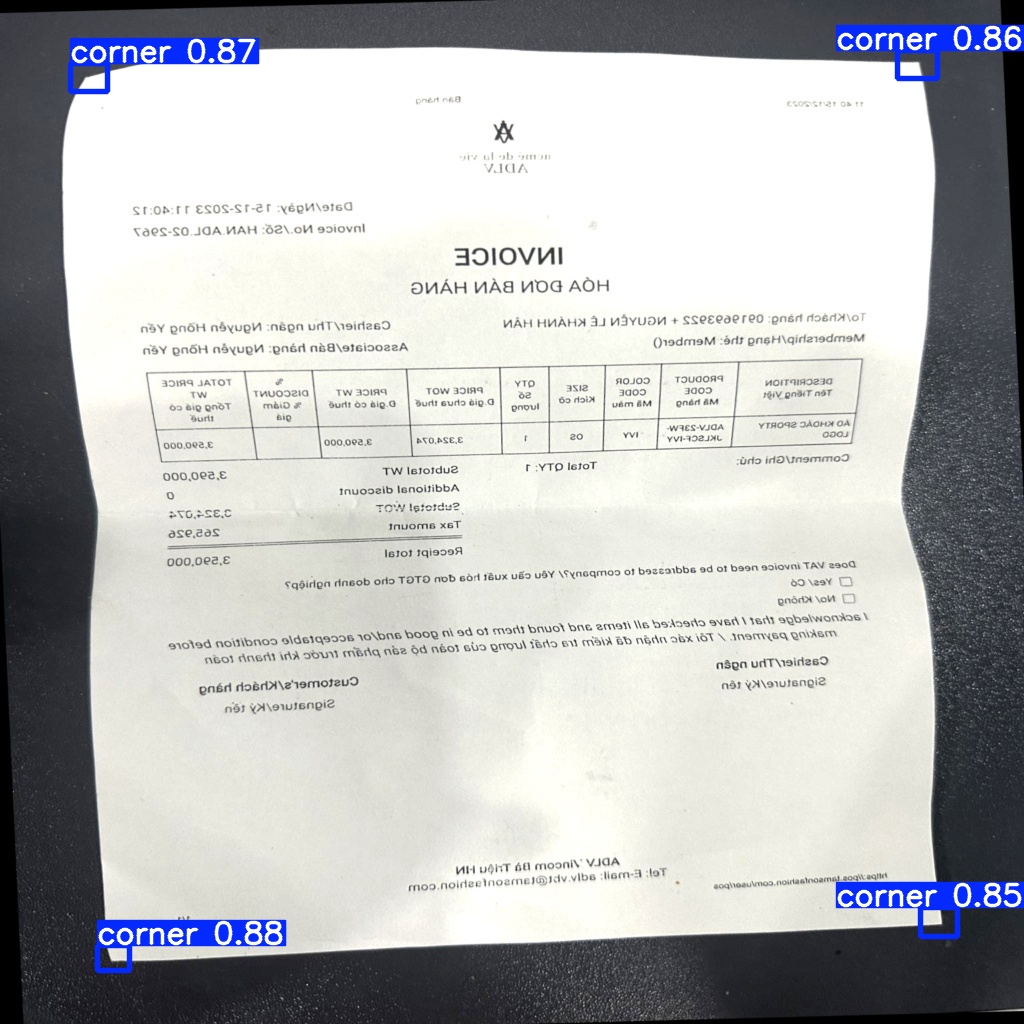 corner 0.87
corner 0.86
11:40 15/12/2023
Bán hàng
acme de la vie
ADLV
Date/Ngày: 15-12-2023 11:40:12
Invoice No./Số: HAN.ADL.02-2967
INVOICE
HÓA ĐƠN BÁN HÀNG
To/Khách hàng: 0919693922 + NGUYỄN LÊ KHÁNH HÂN
Cashier/Thu ngân: Nguyễn Hồng Yến
Membership/Hạng thẻ: Member()
Associate/Bán hàng: Nguyễn Hồng Yến
DESCRIPTION Tên Tiếng Việt
PRODUCT CODE Mã hàng
COLOR CODE Mã màu
SIZE Kích cỡ
QTY Số lượng
PRICE WOT Đ.giá chưa thuế
PRICE WT Đ.giá có thuế
% DISCOUNT % Giảm giá
TOTAL PRICE WT Tổng giá có thuế
ÁO KHOÁC SPORTY LOGO
ADLV-23FW-JKLSCF-IVY
IVY
OS
1
3,324,074
3,590,000
3,590,000
Comment/Ghi chú:
Total QTY: 1
Subtotal WT 3,590,000
Additional discount 0
Subtotal WOT 3,324,074
Tax amount 265,926
Receipt total 3,590,000
Does VAT invoice need to be addressed to company?/ Yêu cầu xuất hóa đơn GTGT cho doanh nghiệp?
Yes/ Có
No/ Không
I acknowledge that I have checked all items and found them to be in good and/or acceptable condition before
making payment. / Tôi xác nhận đã kiểm tra chất lượng của toàn bộ sản phẩm trước khi thanh toán
Cashier/Thu ngân
Customer's/Khách hàng
Signature/Ký tên
Signature/Ký tên
ADLV Vincom Bà Triệu HN
Tel: E-mail: adlv.vbt@tamsonfashion.com
https://pos.tamsonfashion.com/user/pos
1/1
corner 0.88
corner 0.85